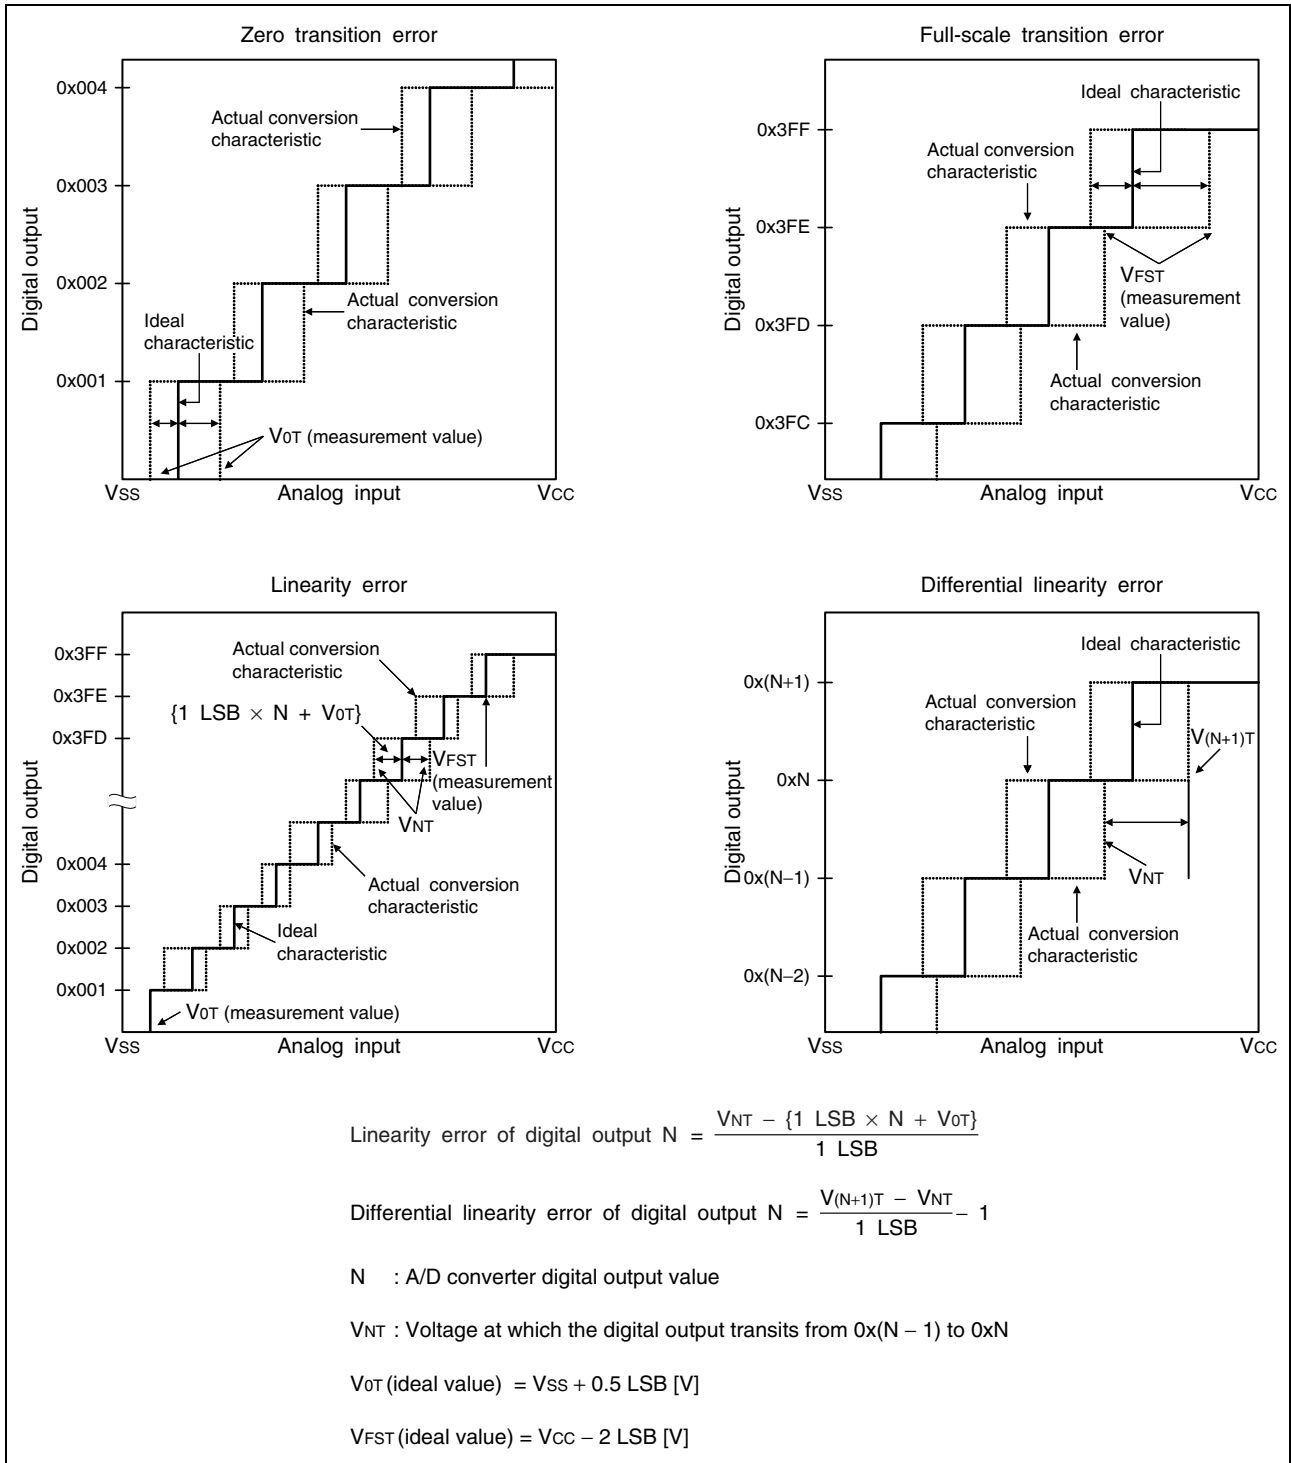 Zero transition error
0x004
0x003
0x002
0x001
Digital output
Actual conversion
characteristic
Actual conversion
characteristic
Ideal
characteristic
V0T (measurement value)
VSS
Analog input
VCC
Full-scale transition error
0x3FF
0x3FE
0x3FD
0x3FC
Digital output
Ideal characteristic
Actual conversion
characteristic
VFST
(measurement
value)
Actual conversion
characteristic
VSS
Analog input
VCC
Linearity error
0x3FF
0x3FE
0x3FD
0x004
0x003
0x002
0x001
Digital output
Actual conversion
characteristic
{1 LSB × N + V0T}
VFST
(measurement
value)
VNT
Actual conversion
characteristic
Ideal
characteristic
V0T (measurement value)
VSS
Analog input
VCC
Differential linearity error
0x(N+1)
0xN
0x(N−1)
0x(N−2)
Digital output
Ideal characteristic
Actual conversion
characteristic
V(N+1)T
VNT
Actual conversion
characteristic
VSS
Analog input
VCC
Linearity error of digital output N = VNT − {1 LSB × N + V0T}
1 LSB
Differential linearity error of digital output N = V(N+1)T − VNT
1 LSB
− 1
N : A/D converter digital output value
VNT : Voltage at which the digital output transits from 0x(N − 1) to 0xN
V0T (ideal value) = VSS + 0.5 LSB [V]
VFST (ideal value) = VCC − 2 LSB [V]